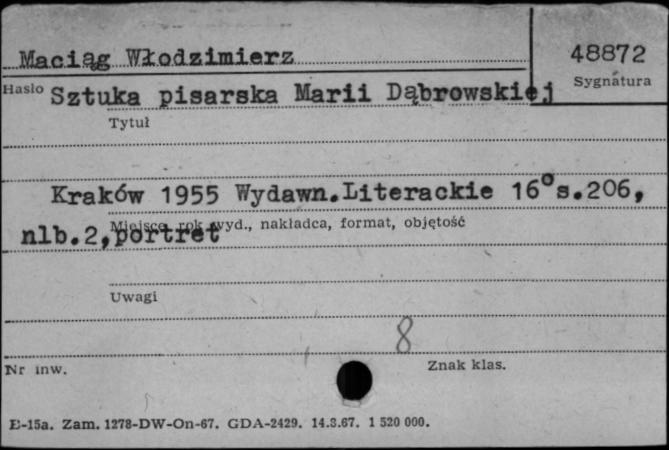 Maciąg Włodzimierz 48872
Hasło Sygnatura
Sztuka pisarska Marii Dąbrowskiej
Tytuł
Kraków 1955 Wydawn.Literackie 16°s.206,
nlb.2,portret
Miejsce, rok wyd., nakładca, format, objętość
Uwagi
8
Nr inw. Znak klas.
E-15a. Zam. 1278-DW-On-67. GDA-2429. 14.3.67. 1 520 000.